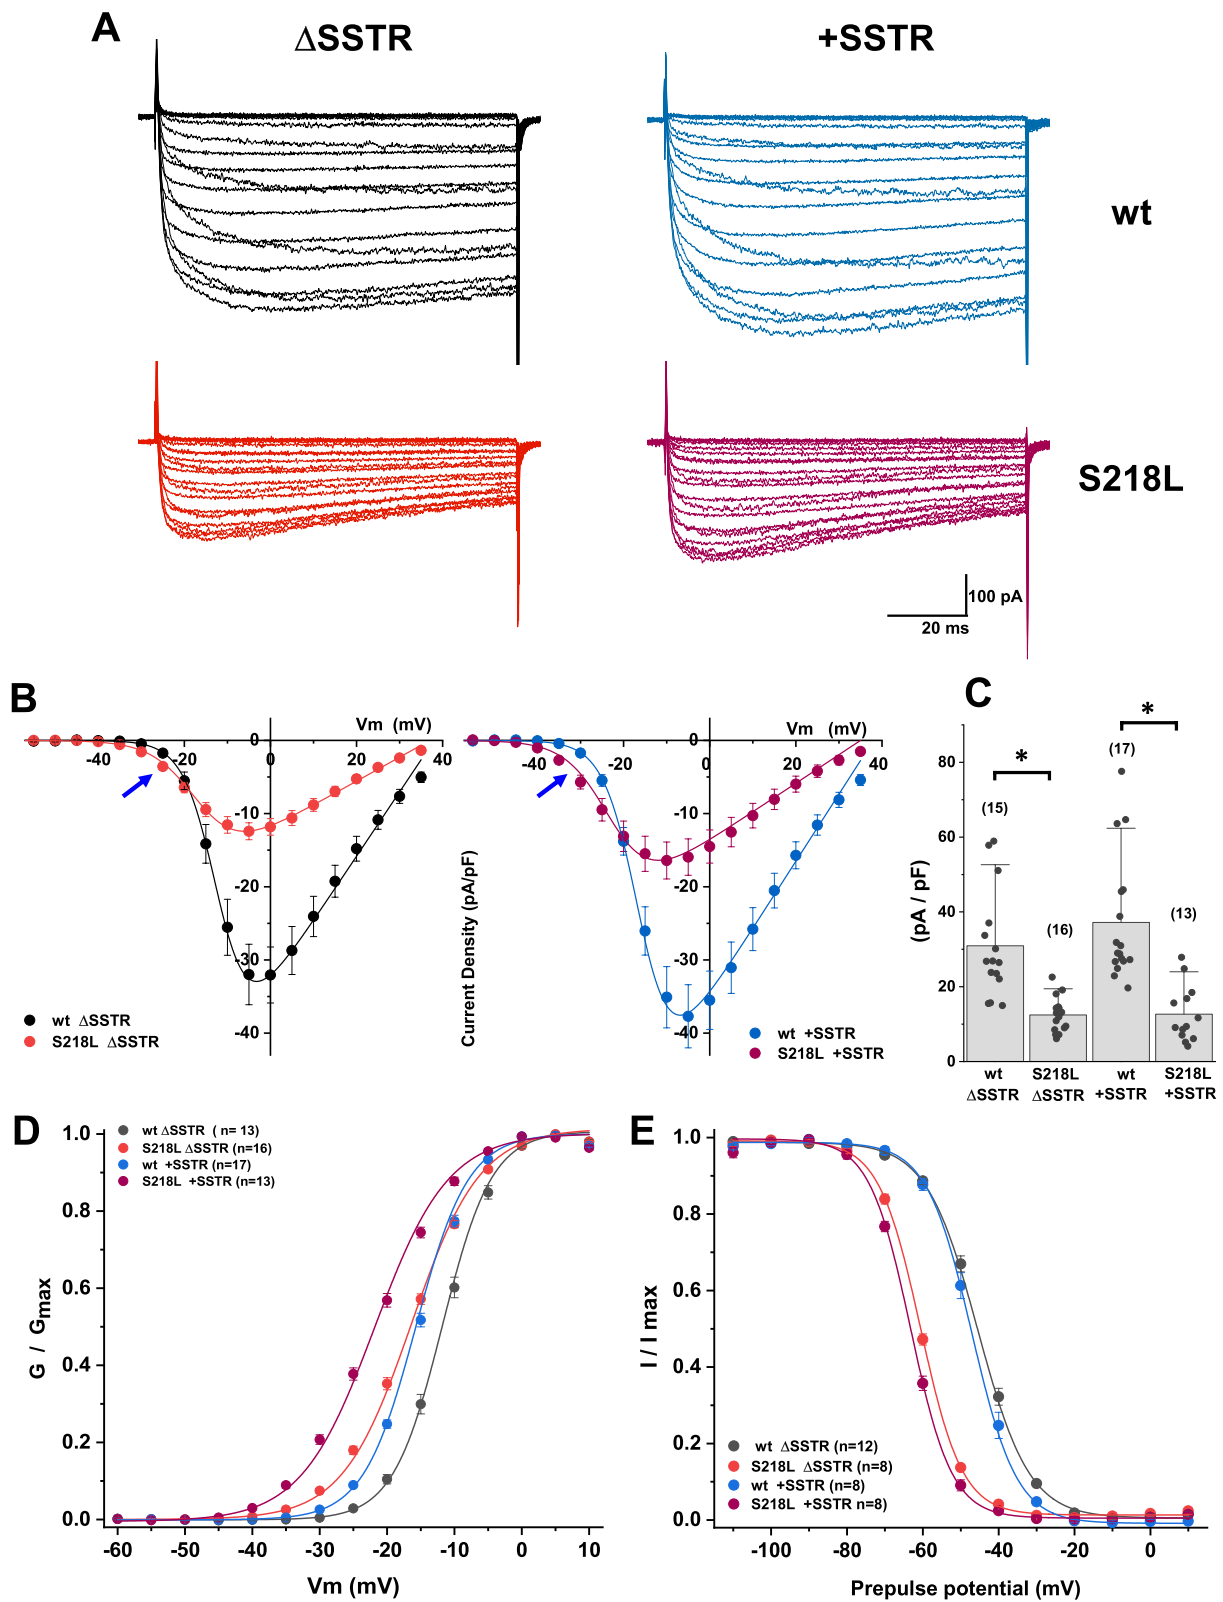 A
ΔSSTR
+SSTR
wt
S218L
100 pA
20 ms
B
Vm (mV)
0
-40
-20
0
20
40
-10
-20
-30
-40
wt ΔSSTR
S218L ΔSSTR
Current Density (pA/pF)
Vm (mV)
0
-40
-20
0
20
40
-10
-20
-30
-40
wt +SSTR
S218L +SSTR
C
*
*
(17)
(15)
(13)
(16)
(pA / pF)
80
60
40
20
0
wt
ΔSSTR
S218L
ΔSSTR
wt
+SSTR
S218L
+SSTR
D
wt ΔSSTR ( n= 13)
S218L ΔSSTR (n=16)
wt +SSTR (n=17)
S218L +SSTR (n=13)
G / Gmax
1.0
0.8
0.6
0.4
0.2
0.0
-60
-50
-40
-30
-20
-10
0
10
Vm (mV)
E
I / I max
1.0
0.8
0.6
0.4
0.2
0.0
wt ΔSSTR (n=12)
S218L ΔSSTR (n=8)
wt +SSTR (n=8)
S218L +SSTR n=8)
-100
-80
-60
-40
-20
0
Prepulse potential (mV)